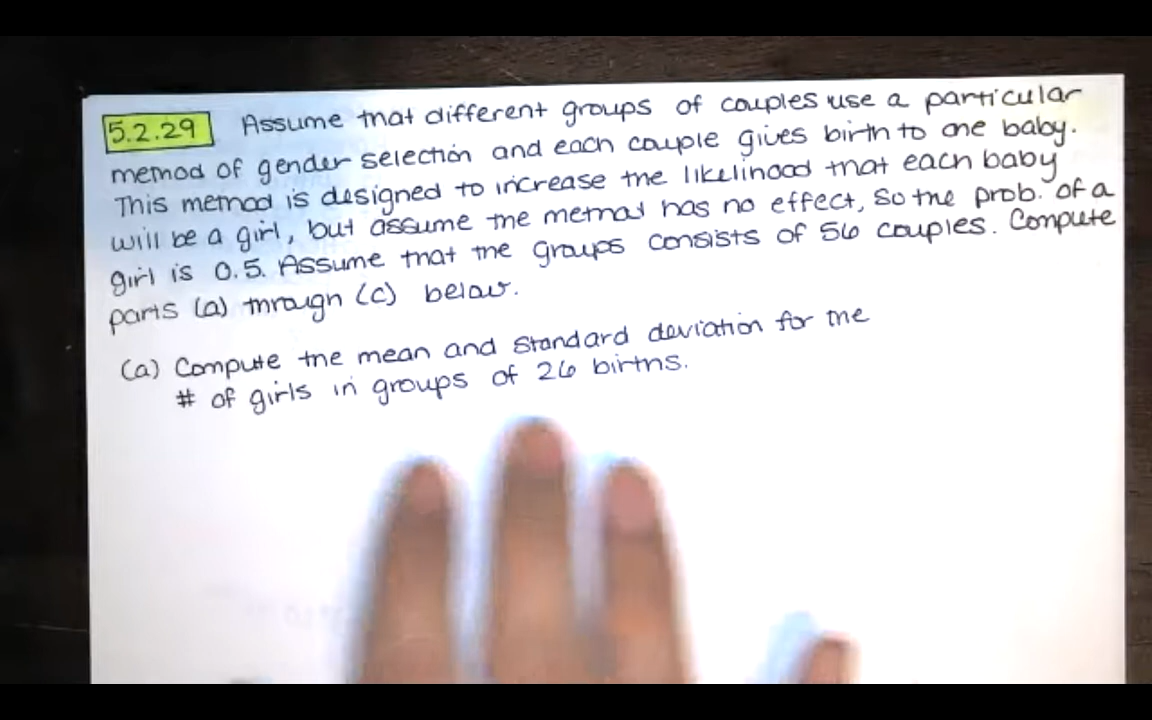 5.2.29 Assume that different groups of couples use a particular
method of gender selection and each couple gives birth to one baby.
This method is designed to increase the likelihood that each baby
will be a girl, but assume the method has no effect, so the prob. of a
girl is 0.5. Assume that the groups consists of 56 couples. Compute
parts (a) through (c) below.
(a) Compute the mean and standard deviation for the
# of girls in groups of 26 births.